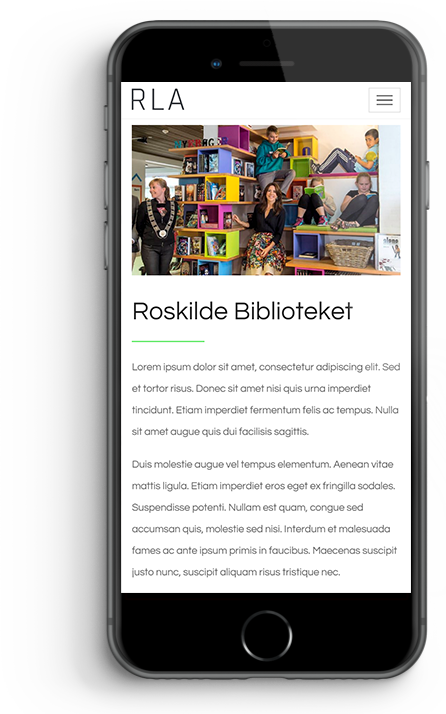 RLA
Roskilde Biblioteket
Lorem ipsum dolor sit amet, consectetur adipiscing elit. Sed
et tortor risus. Donec sit amet nisi quis urna imperdiet
tincidunt. Etiam imperdiet fermentum felis ac tempus. Nulla
sit amet augue quis dui facilisis sagittis.
Duis molestie augue vel tempus elementum. Aenean vitae
mattis ligula. Etiam imperdiet eros eget ex fringilla sodales.
Suspendisse potenti. Nullam est quam, congue sed
accumsan quis, molestie sed nisi. Interdum et malesuada
fames ac ante ipsum primis in faucibus. Maecenas suscipit
justo nunc, suscipit aliquam risus tristique nec.